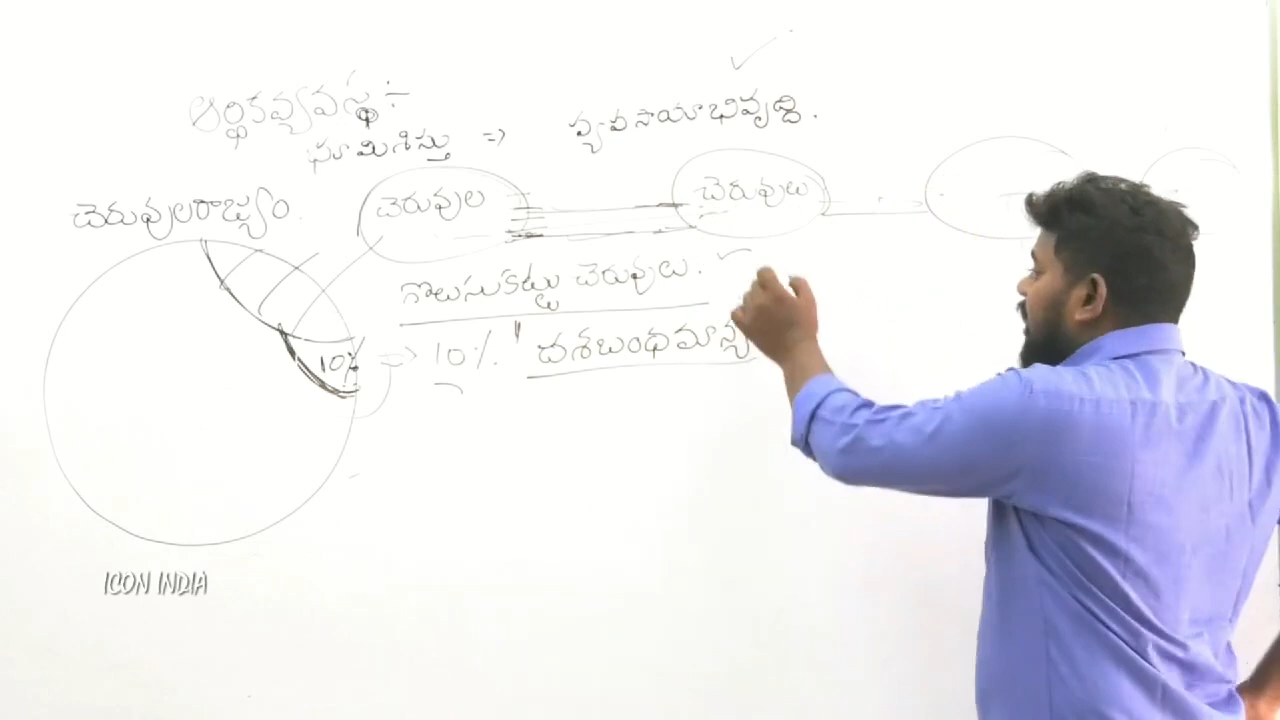 ఆర్థికవ్యవస్థ ÷
భూమిశిస్తు => వ్యవసాయాభివృద్ధి.
చెరువులరాజ్యం.
చెరువుల
చెరువులు
గొలుసుకట్టు చెరువులు.
10% => 10% " దశబంధమాన్య
ICON INDIA